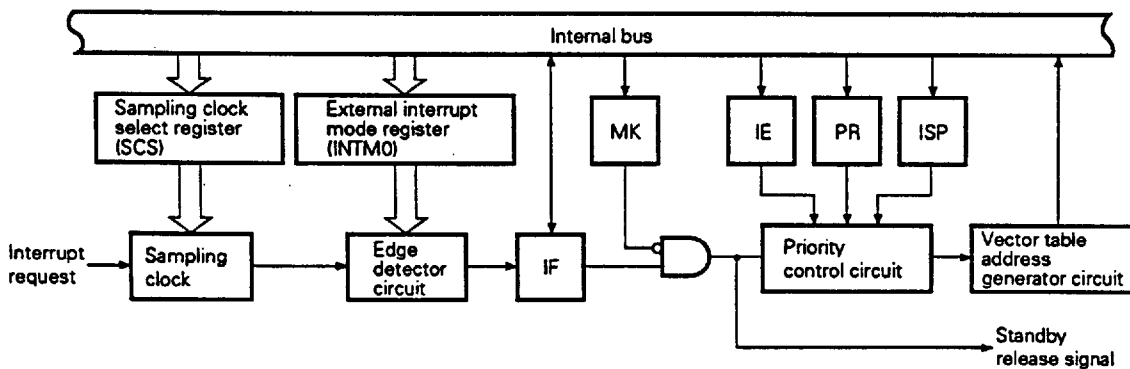 Internal bus
Sampling clock
select register
(SCS)
External interrupt
mode register
(INTM0)
MK
IE
PR
ISP
Interrupt
request
Sampling
clock
Edge
detector
circuit
IF
Priority
control circuit
Vector table
address
generator circuit
Standby
release signal